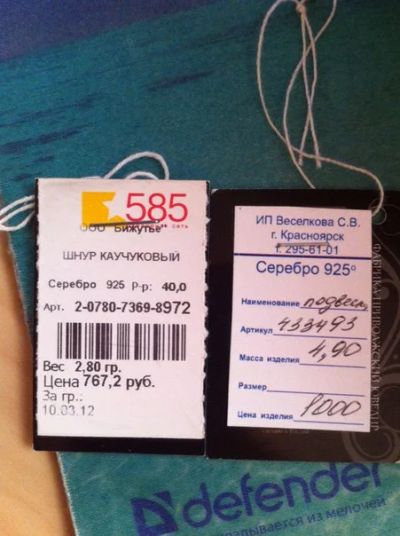 585
ООО "Бижутье" сеть
ШНУР КАУЧУКОВЫЙ
Серебро 925 Р-р: 40,0
Арт. 2-0780-7369-8972
Вес 2,80 гр.
Цена 767,2 руб.
За гр.:
10.03.12
ИП Веселкова С.В.
г. Красноярск
т. 295-61-01
Серебро 925°
Наименование подвеска
Артикул 433493
Масса изделия 4,90
Размер
Цена изделия 1000
defender
складывается из мелочей